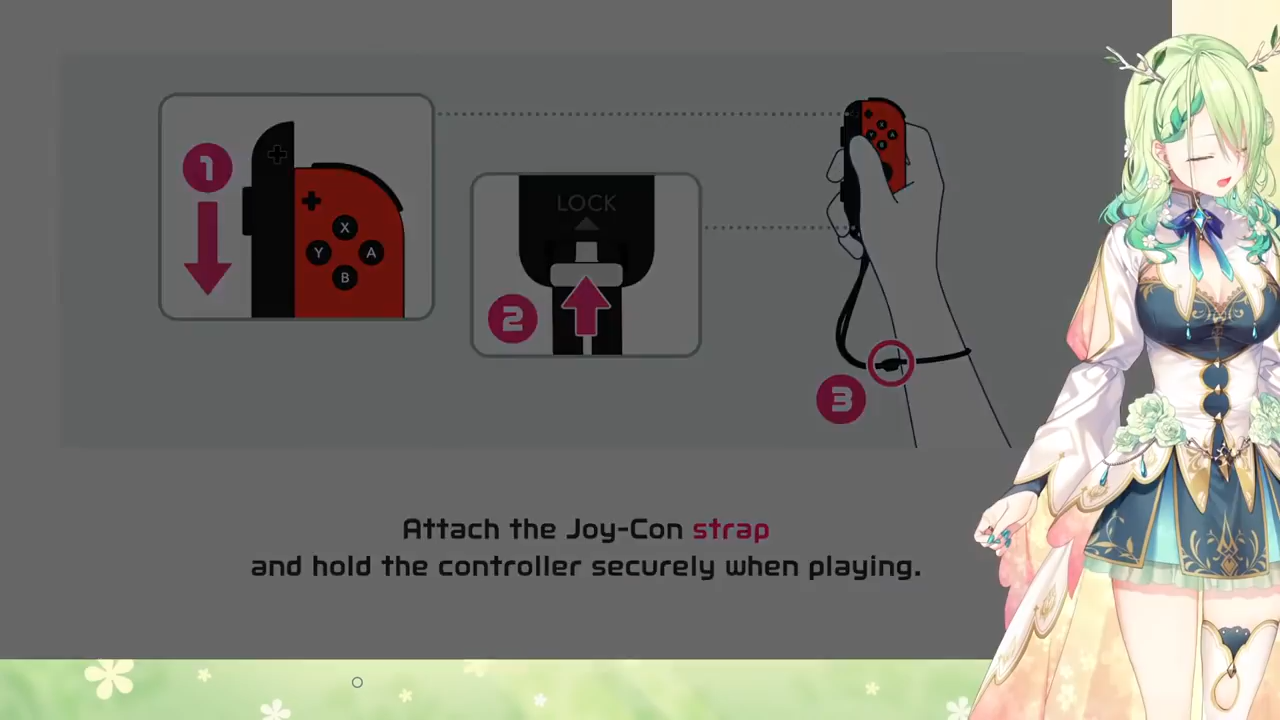 1
X
Y
A
B
LOCK
2
3
X
A
Y
B
Attach the Joy-Con strap
and hold the controller securely when playing.